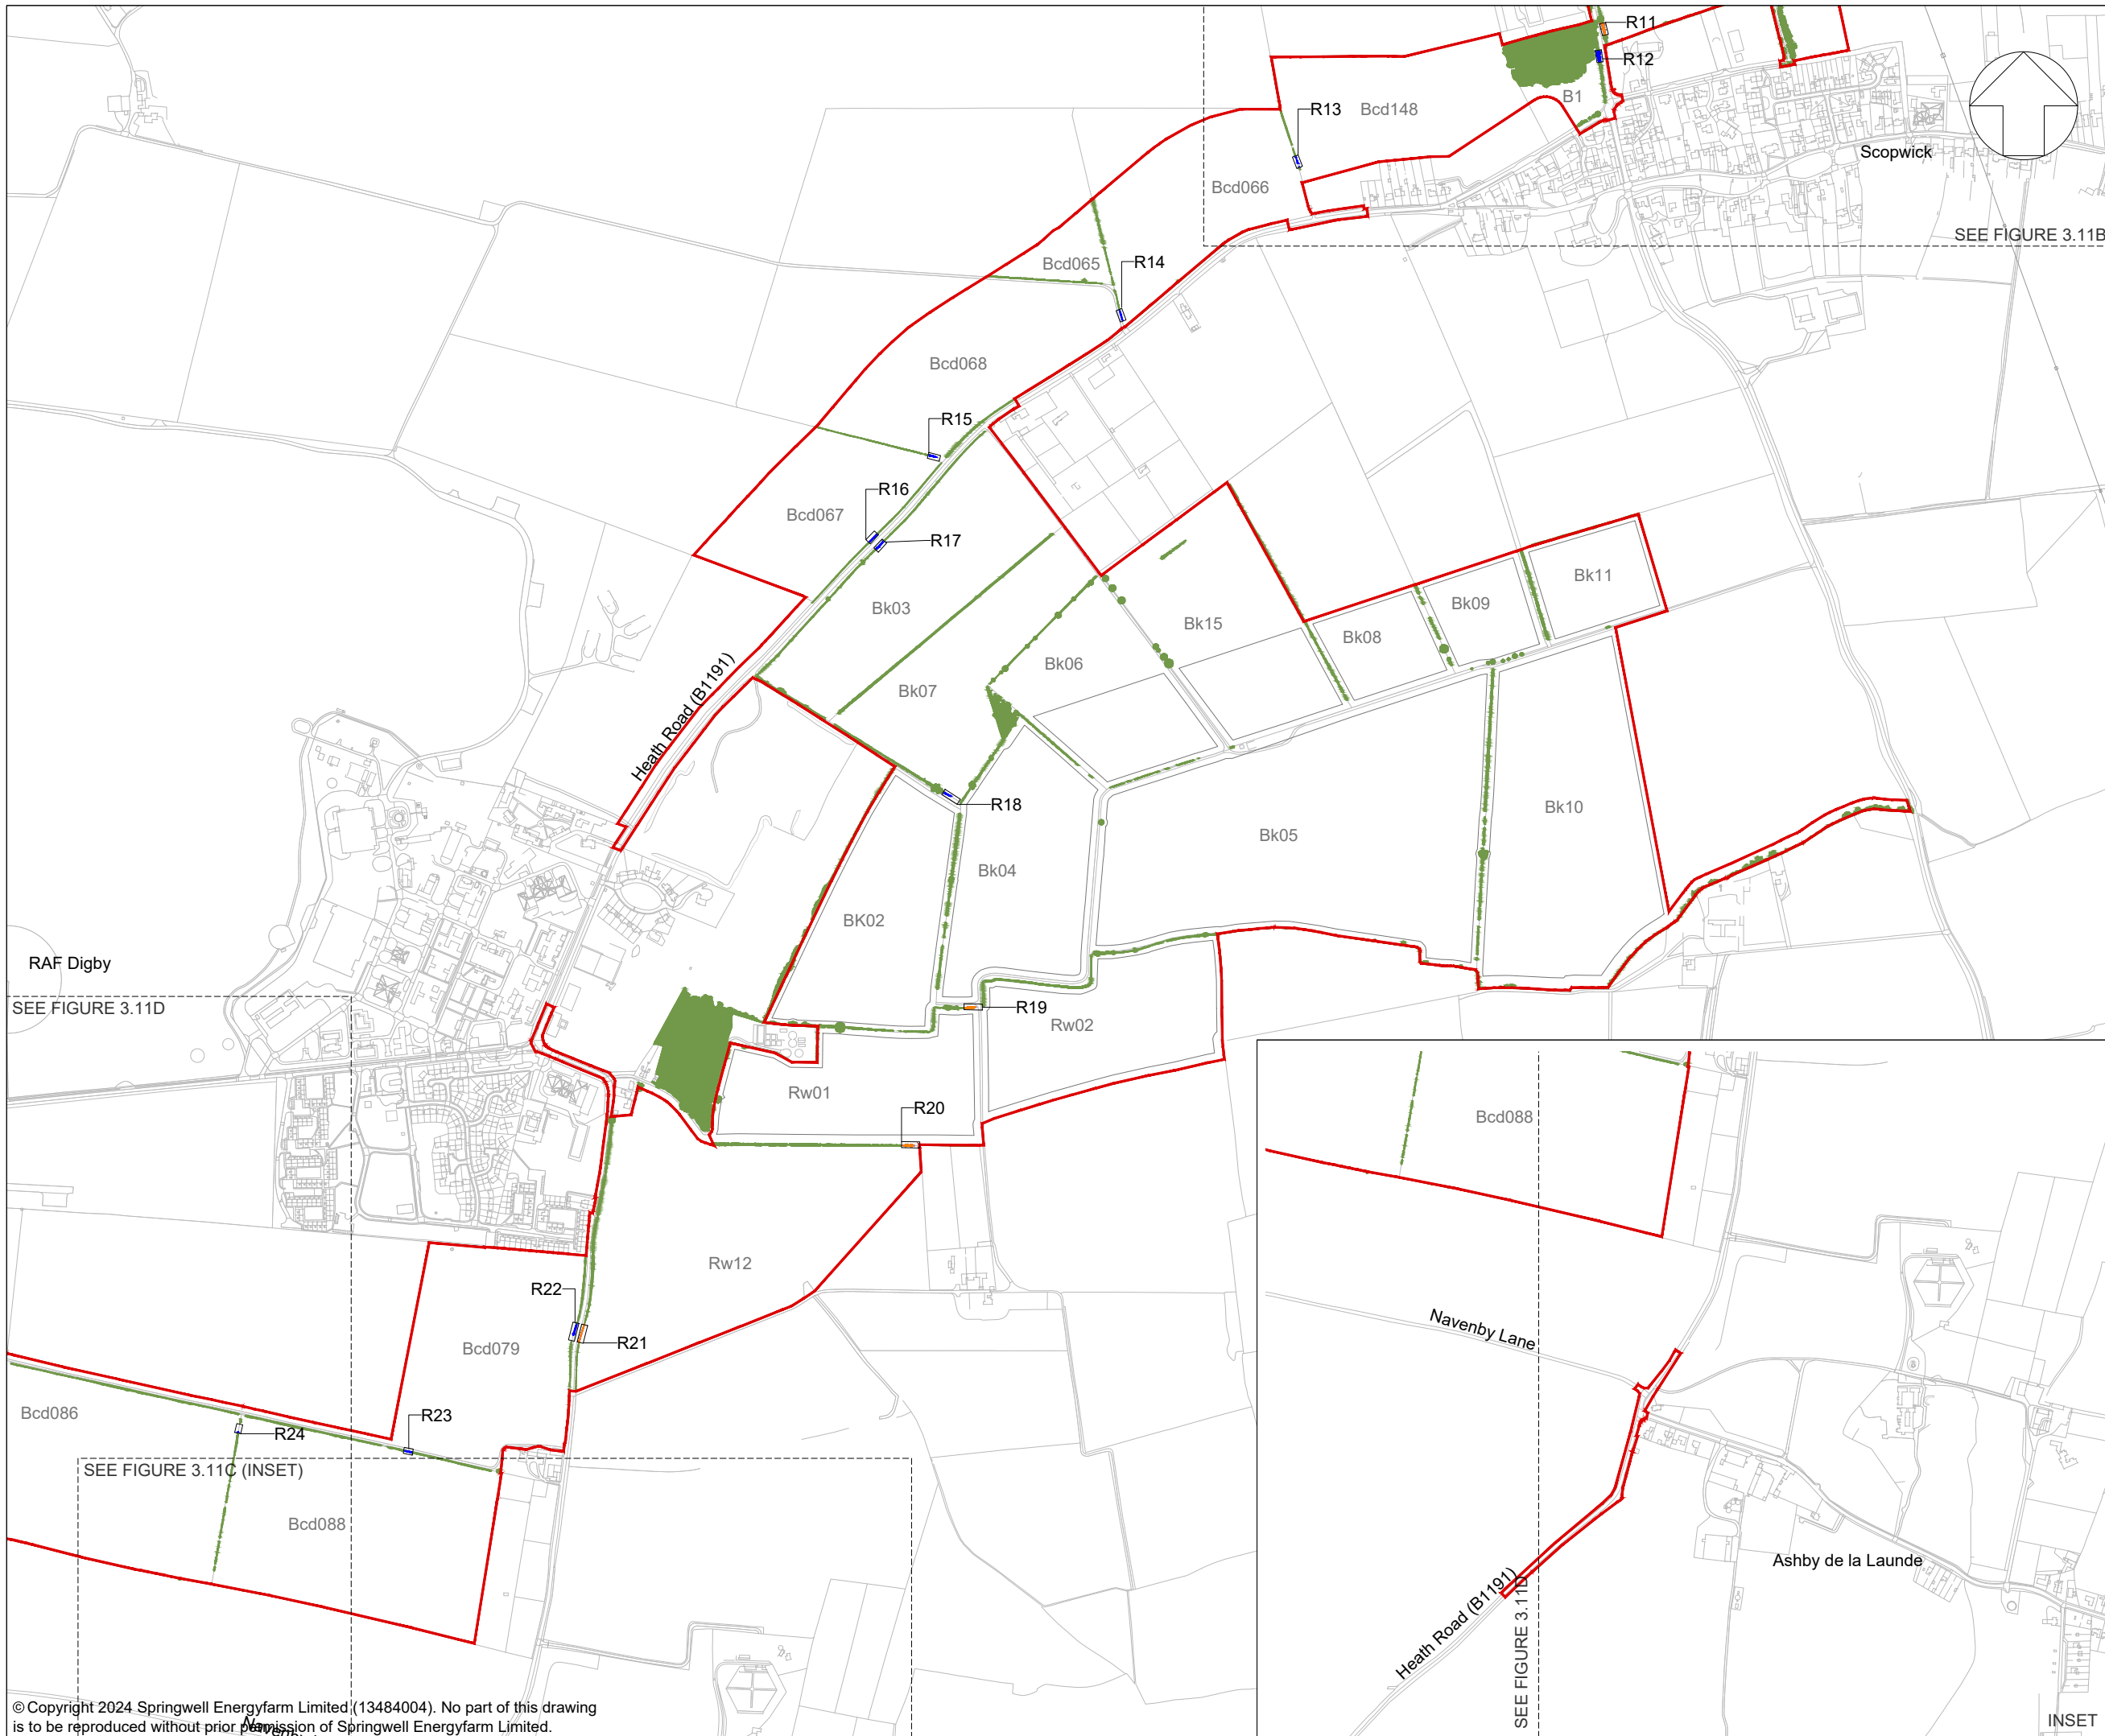 R11
R12
B1
R13
Bcd148
Scopwick
Bcd066
SEE FIGURE 3.11B
Bcd065
R14
Bcd068
R15
R16
Bcd067
R17
Bk03
Bk11
Bk09
Bk15
Bk08
Bk06
Bk07
Heath Road (B1191)
R18
Bk10
Bk05
Bk04
BK02
RAF Digby
SEE FIGURE 3.11D
R19
Rw02
Rw01
R20
Rw12
R22
R21
Bcd079
Bcd086
R23
R24
SEE FIGURE 3.11C (INSET)
Bcd088
Bcd088
Navenby Lane
Ashby de la Launde
Heath Road (B1191)
SEE FIGURE 3.11D
INSET
© Copyright 2024 Springwell Energyfarm Limited (13484004). No part of this drawing
is to be reproduced without prior permission of Springwell Energyfarm Limited.